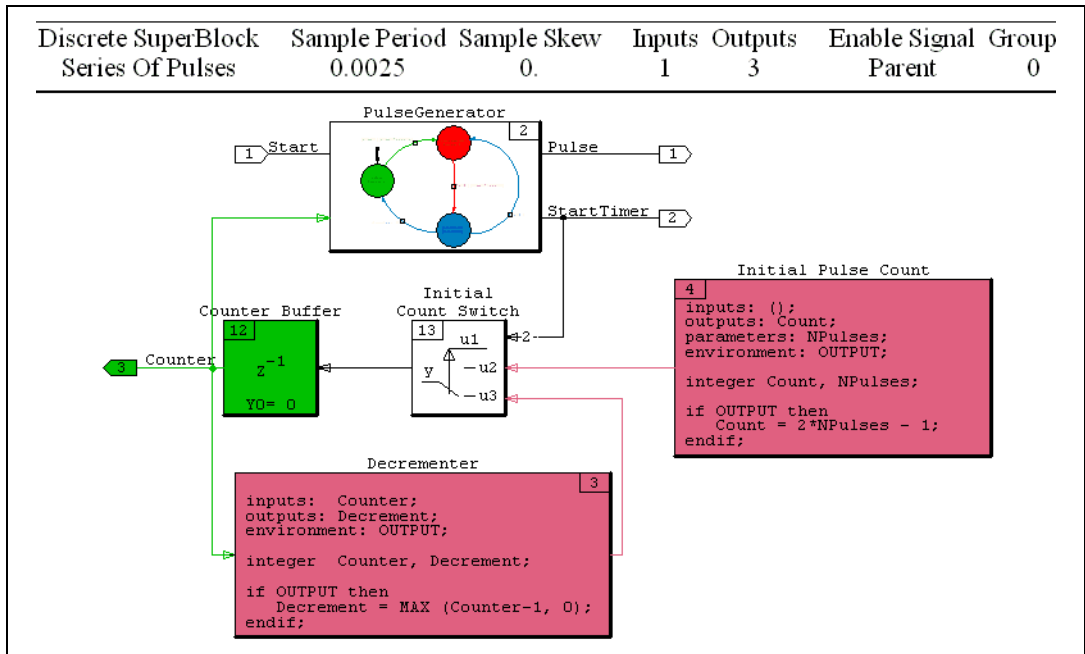 Discrete SuperBlock Sample Period Sample Skew Inputs Outputs Enable Signal Group
Series Of Pulses 0.0025 0. 1 3 Parent 0
PulseGenerator
2
1 Start
Pulse 1
StartTimer 2
Initial Pulse Count
4
inputs: ();
outputs: Count;
parameters: NPulses;
environment: OUTPUT;
integer Count, NPulses;
if OUTPUT then
Count = 2*NPulses - 1;
endif;
Counter Buffer
12
z-1
Y0= 0
Initial
Count Switch
13
u1
u2
u3
y
2
3 Counter
Decrementer
3
inputs: Counter;
outputs: Decrement;
environment: OUTPUT;
integer Counter, Decrement;
if OUTPUT then
Decrement = MAX (Counter-1, 0);
endif;